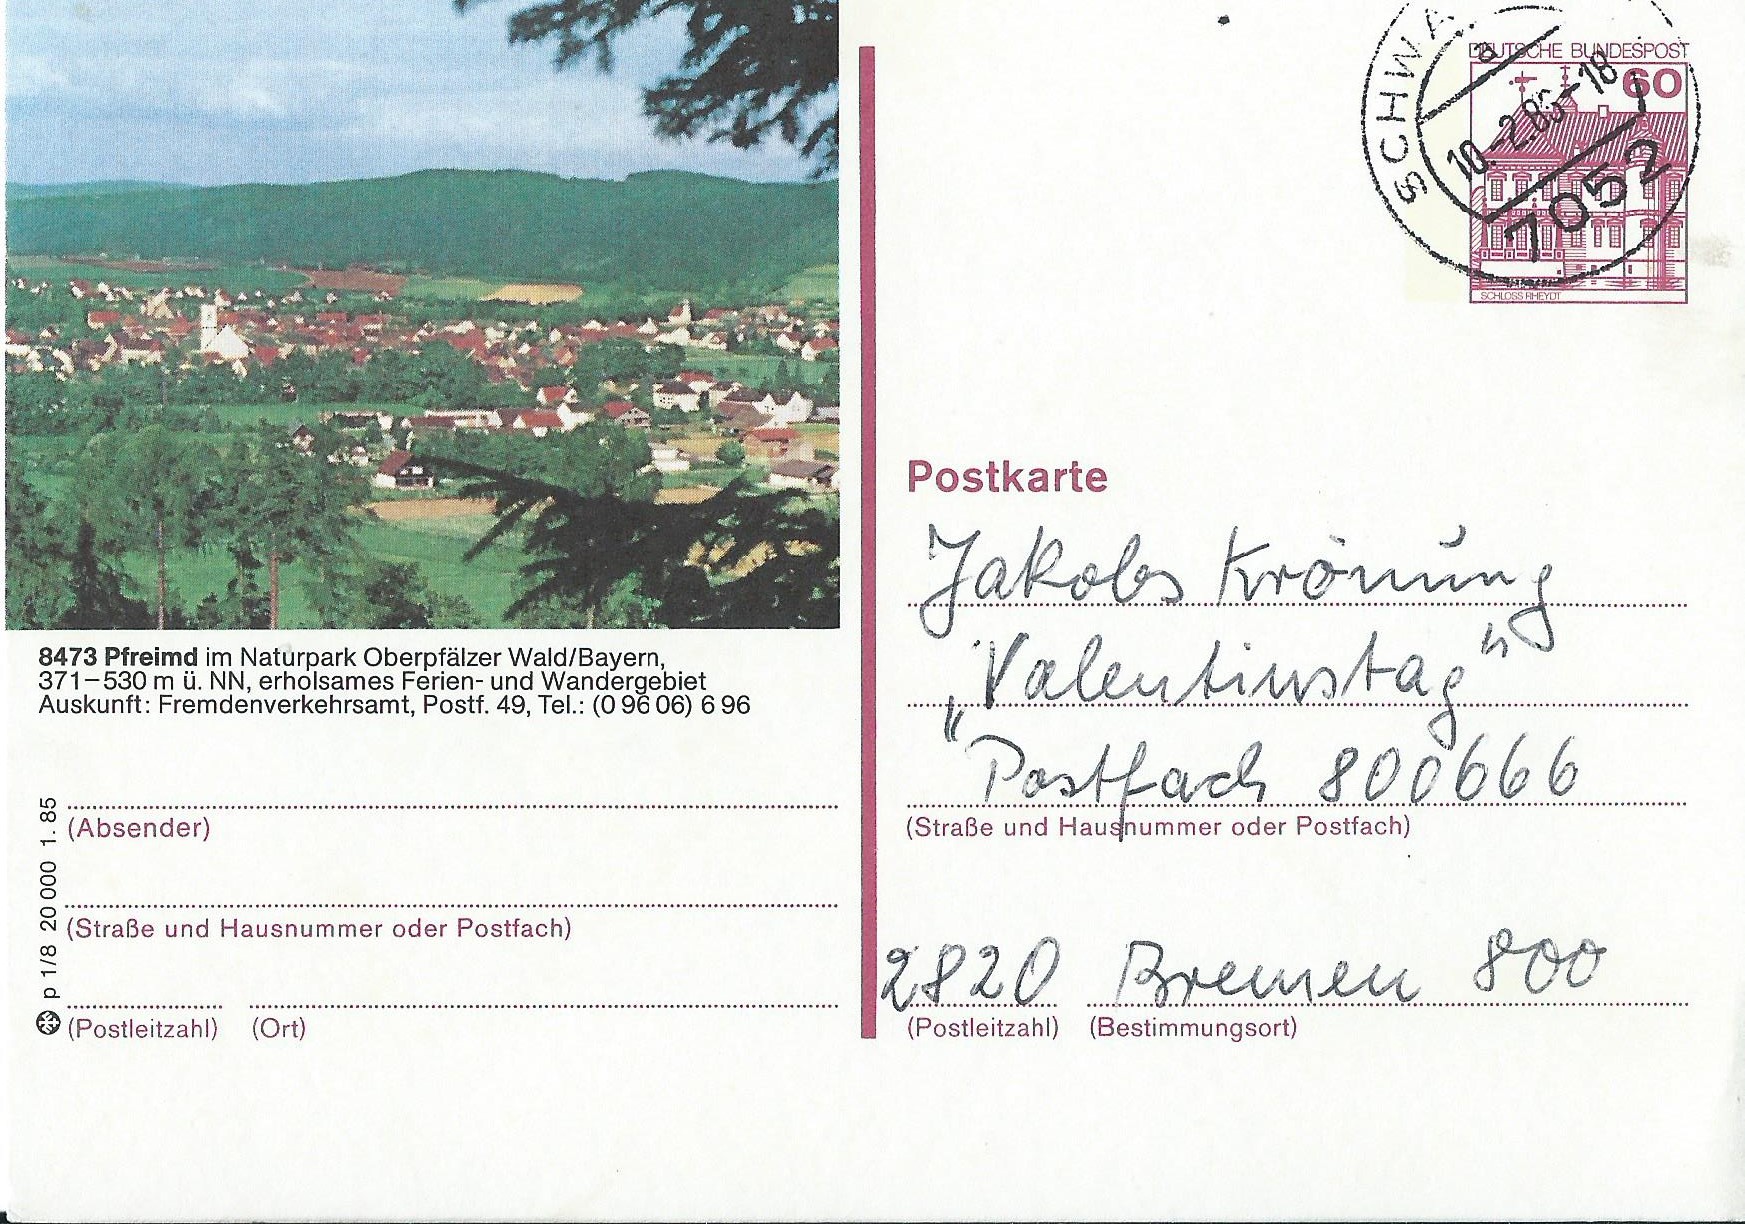 8473 Pfreimd im Naturpark Oberpfälzer Wald/Bayern,
371–530 m ü. NN, erholsames Ferien- und Wandergebiet
Auskunft: Fremdenverkehrsamt, Postf. 49, Tel.: (0 96 06) 6 96
(Absender)
(Straße und Hausnummer oder Postfach)
(Postleitzahl) (Ort)
p 1/8 20 000 1. 85
DEUTSCHE BUNDESPOST
60
SCHLOSS RHEYDT
SCHWA
a
10.-2.86-18
7052
Postkarte
Jakobs Krönung
"Valentinstag"
Postfach 800666
(Straße und Hausnummer oder Postfach)
2820 Bremen 800
(Postleitzahl) (Bestimmungsort)